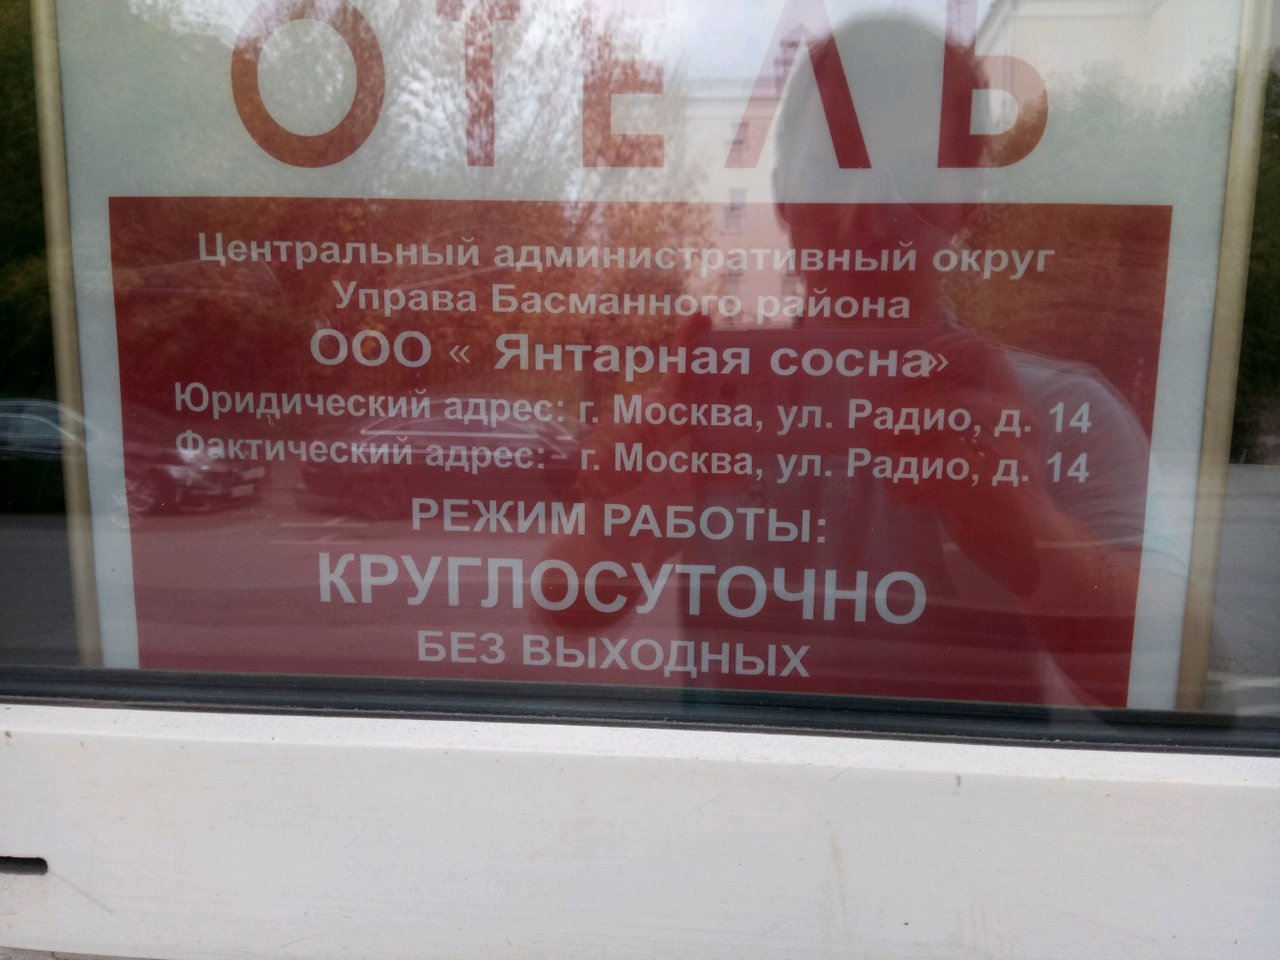 ОТЕЛЬ
Центральный административный округ
Управа Басманного района
ООО « Янтарная сосна»
Юридический адрес: г. Москва, ул. Радио, д. 14
Фактический адрес: г. Москва, ул. Радио, д. 14
РЕЖИМ РАБОТЫ:
КРУГЛОСУТОЧНО
БЕЗ ВЫХОДНЫХ